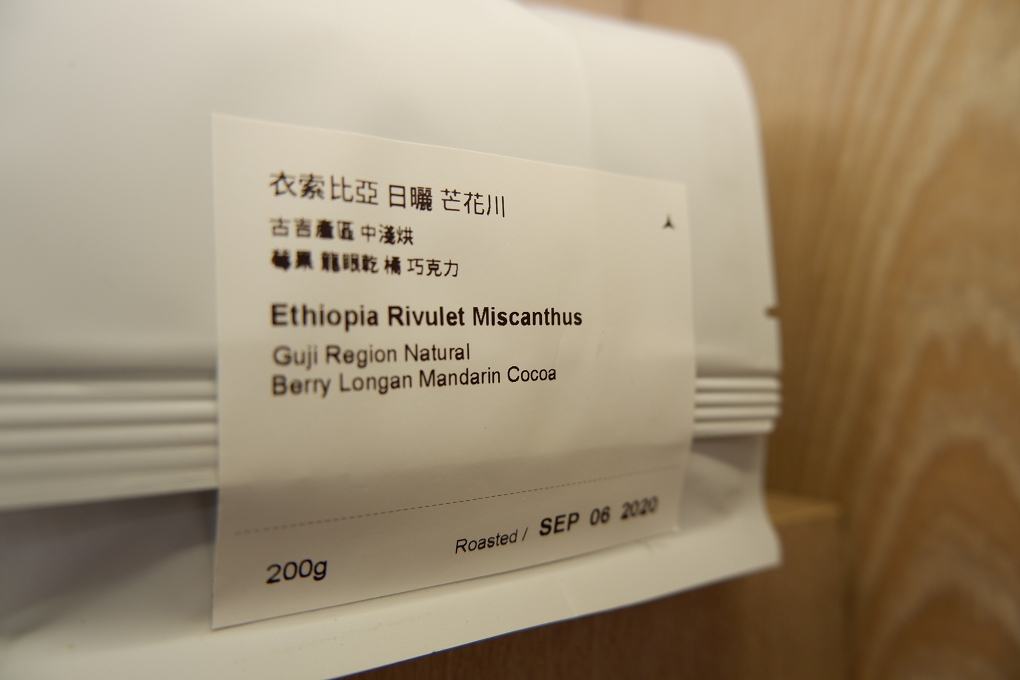 衣索比亞 日曬 芒花川
古吉產區 中淺烘
莓果 龍眼乾 橘 巧克力
Ethiopia Rivulet Miscanthus
Guji Region Natural
Berry Longan Mandarin Cocoa
Roasted / SEP 06 2020
200g